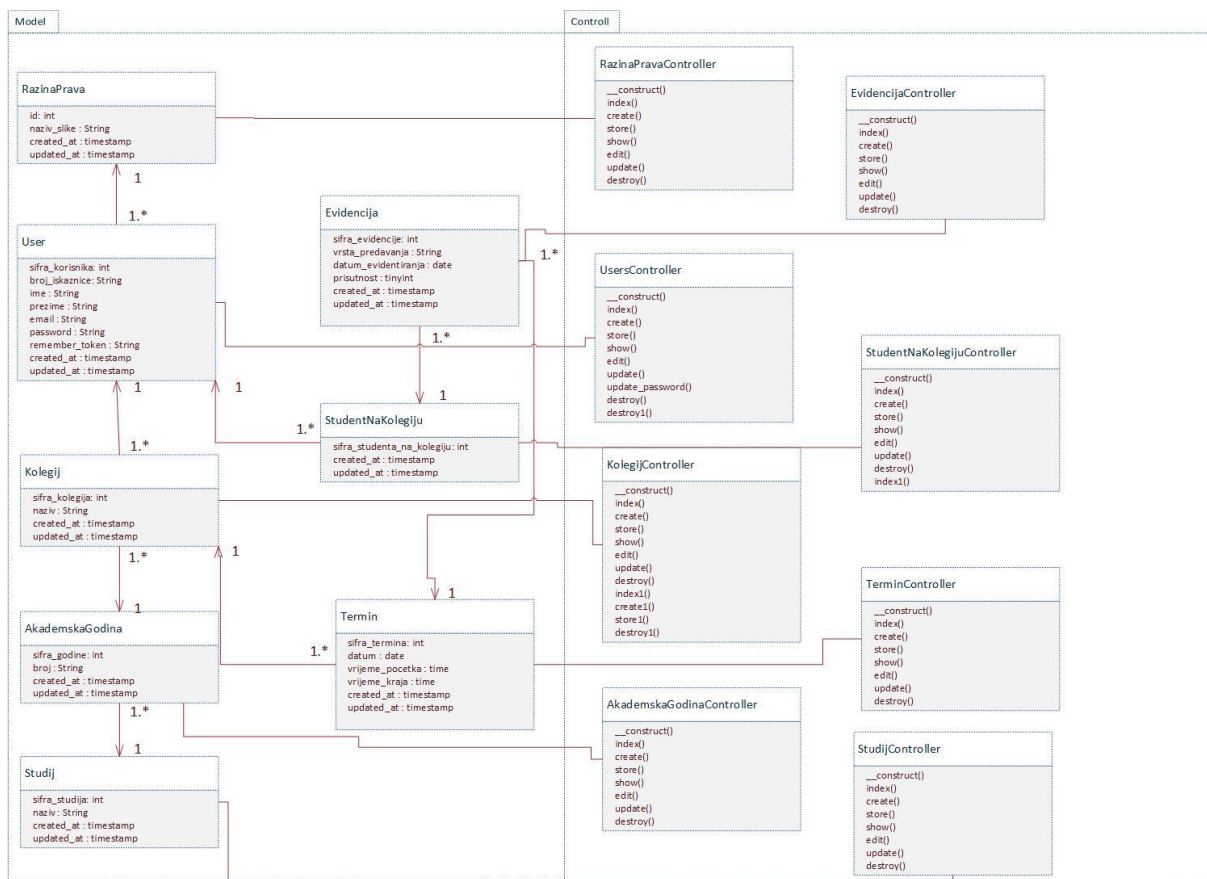 Model
Controll
RazinaPrava
id: int
naziv_slike : String
created_at : timestamp
updated_at : timestamp
1
1.*
User
sifra_korisnika: int
broj_iskaznice: String
ime : String
prezime : String
email : String
password : String
remember_token : String
created_at : timestamp
updated_at : timestamp
1
1
1.*
Kolegij
sifra_kolegija: int
naziv : String
created_at : timestamp
updated_at : timestamp
1.*
1
1
AkademskaGodina
sifra_godine: int
broj : String
created_at : timestamp
updated_at : timestamp
1.*
1
Studij
sifra_studija: int
naziv : String
created_at : timestamp
updated_at : timestamp
Evidencija
sifra_evidencije: int
vrsta_predavanja : String
datum_evidentiranja : date
prisutnost : tinyint
created_at : timestamp
updated_at : timestamp
1.*
1.*
1
1.*
StudentNaKolegiju
sifra_studenta_na_kolegiju: int
created_at : timestamp
updated_at : timestamp
1
1.*
Termin
sifra_termina: int
datum : date
vrijeme_pocetka : time
vrijeme_kraja : time
created_at : timestamp
updated_at : timestamp
RazinaPravaController
__construct()
index()
create()
store()
show()
edit()
update()
destroy()
EvidencijaController
__construct()
index()
create()
store()
show()
edit()
update()
destroy()
UsersController
__construct()
index()
create()
store()
show()
edit()
update()
update_password()
destroy()
destroy1()
StudentNaKolegijuController
__construct()
index()
create()
store()
show()
edit()
update()
destroy()
index1()
KolegijController
__construct()
index()
create()
store()
show()
edit()
update()
destroy()
index1()
create1()
store1()
destroy1()
TerminController
__construct()
index()
create()
store()
show()
edit()
update()
destroy()
AkademskaGodinaController
__construct()
index()
create()
store()
show()
edit()
update()
destroy()
StudijController
__construct()
index()
create()
store()
show()
edit()
update()
destroy()